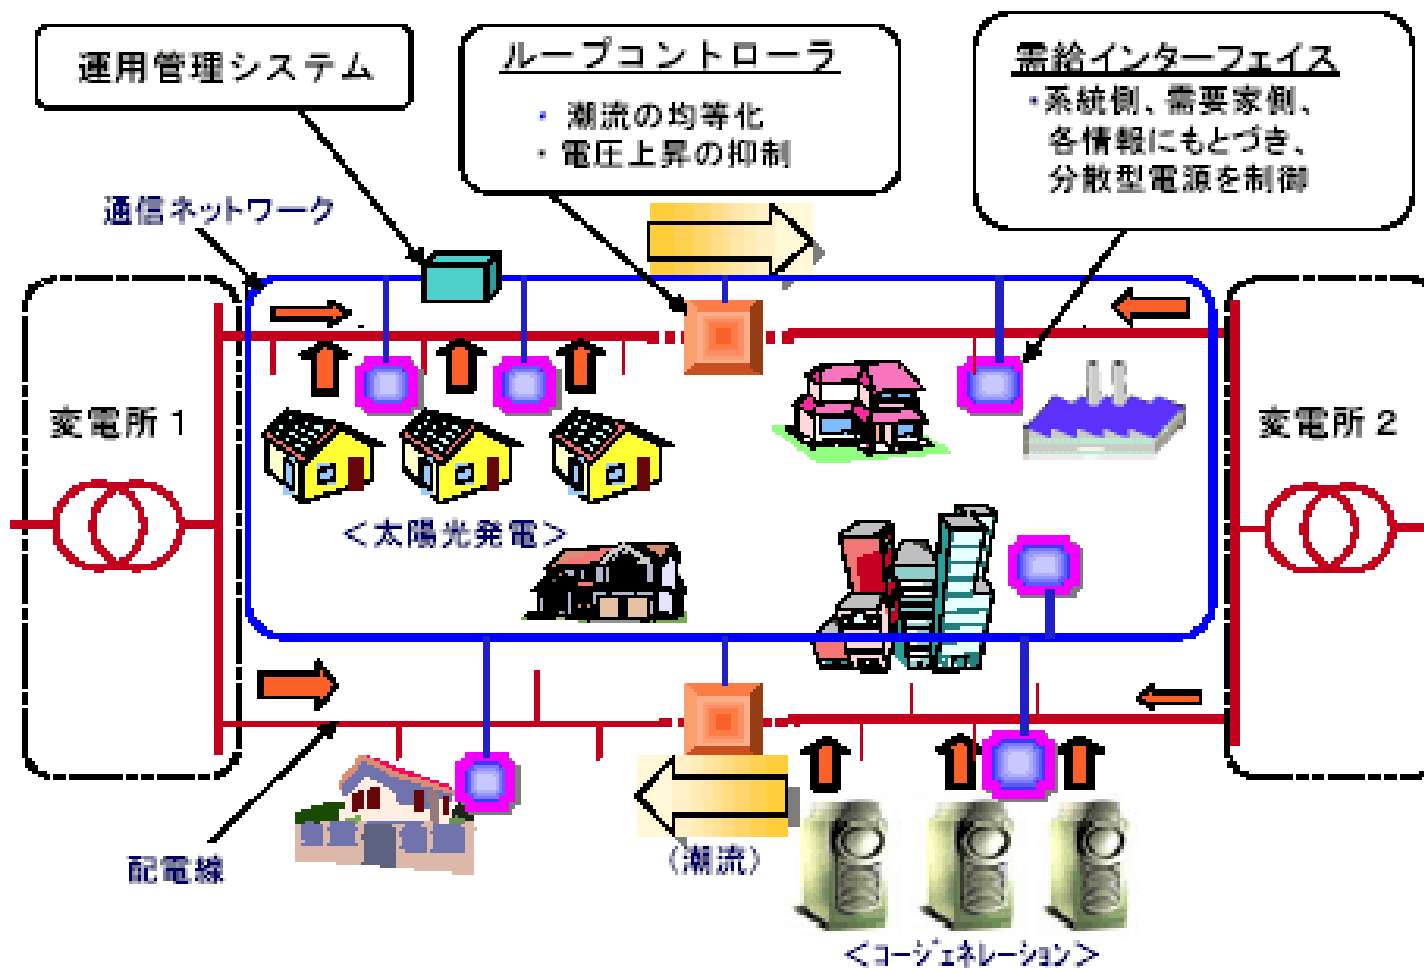 運用管理システム
ループコントローラ
・潮流の均等化
・電圧上昇の抑制
需給インターフェイス
・系統側、需要家側、
各情報にもとづき、
分散型電源を制御
通信ネットワーク
変電所1
変電所2
＜太陽光発電＞
(潮流)
配電線
＜コージェネレーション＞